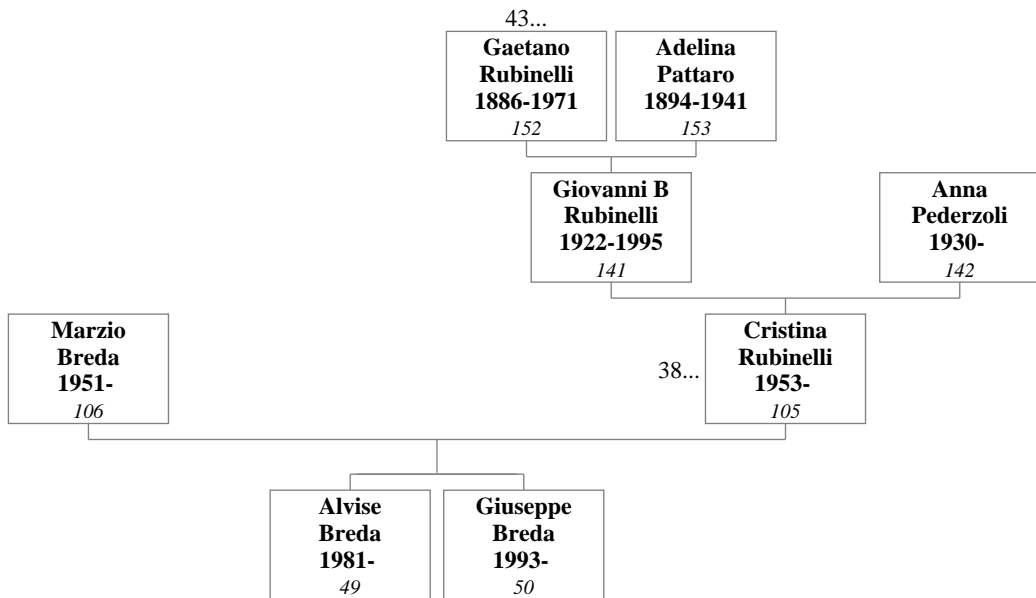 43...
Gaetano
Rubinelli
1886-1971
152
Adelina
Pattaro
1894-1941
153
Giovanni B
Rubinelli
1922-1995
141
Anna
Pederzoli
1930-
142
Marzio
Breda
1951-
106
38...
Cristina
Rubinelli
1953-
105
Alvise
Breda
1981-
49
Giuseppe
Breda
1993-
50